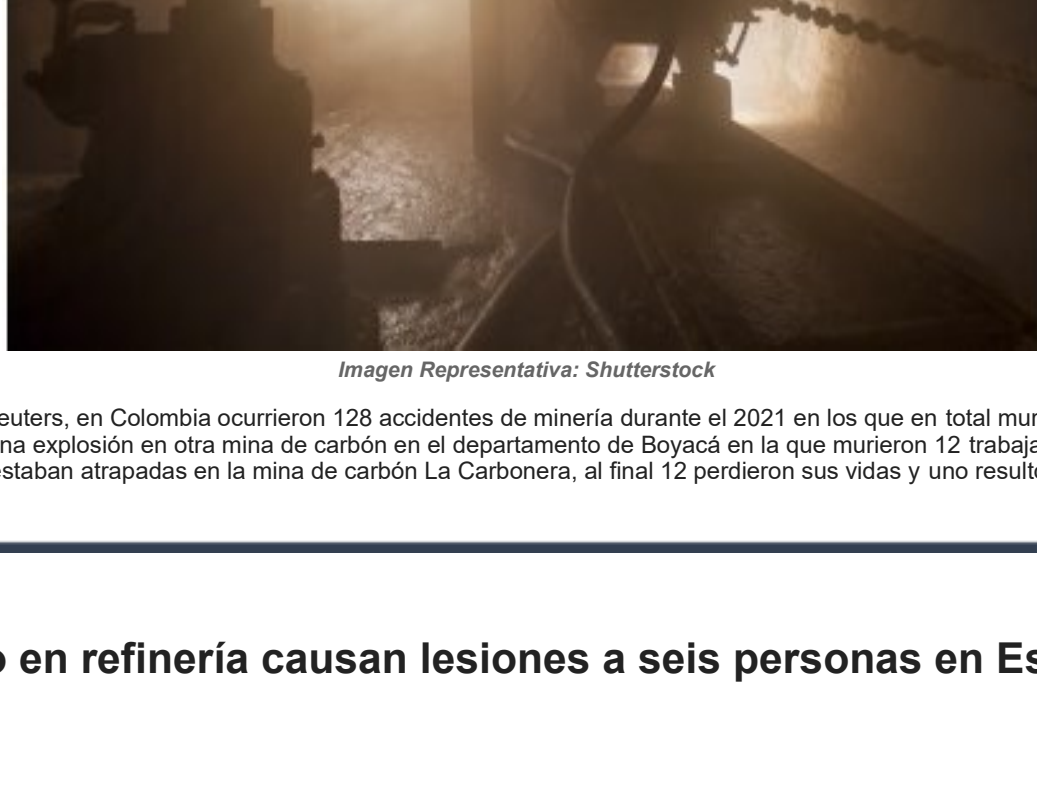 Imagen Representativa: Shutterstock
euters, en Colombia ocurrieron 128 accidentes de minería durante el 2021 en los que en total mur
na explosión en otra mina de carbón en el departamento de Boyacá en la que murieron 12 trabaja
estaban atrapadas en la mina de carbón La Carbonera, al final 12 perdieron sus vidas y uno result
o en refinería causan lesiones a seis personas en Es